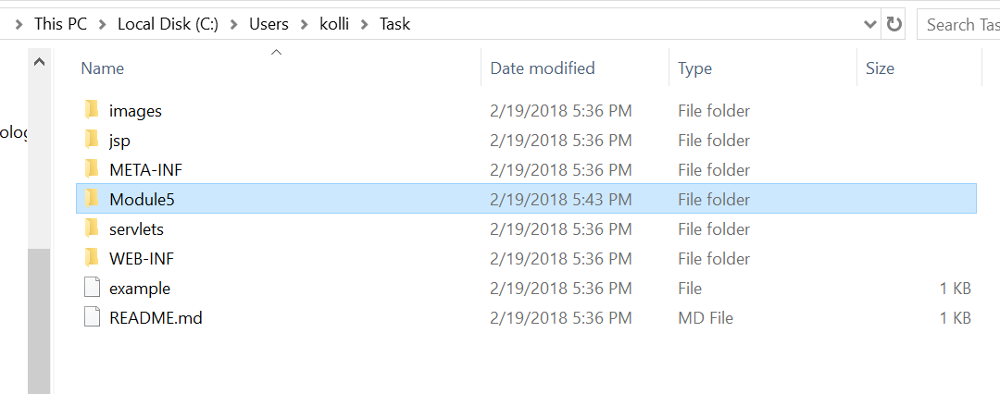 This PC > Local Disk (C:) > Users > kolli > Task Search Tas
Name Date modified Type Size
images 2/19/2018 5:36 PM File folder
olog jsp 2/19/2018 5:36 PM File folder
META-INF 2/19/2018 5:36 PM File folder
Module5 2/19/2018 5:43 PM File folder
servlets 2/19/2018 5:36 PM File folder
WEB-INF 2/19/2018 5:36 PM File folder
example 2/19/2018 5:36 PM File 1 KB
README.md 2/19/2018 5:36 PM MD File 1 KB